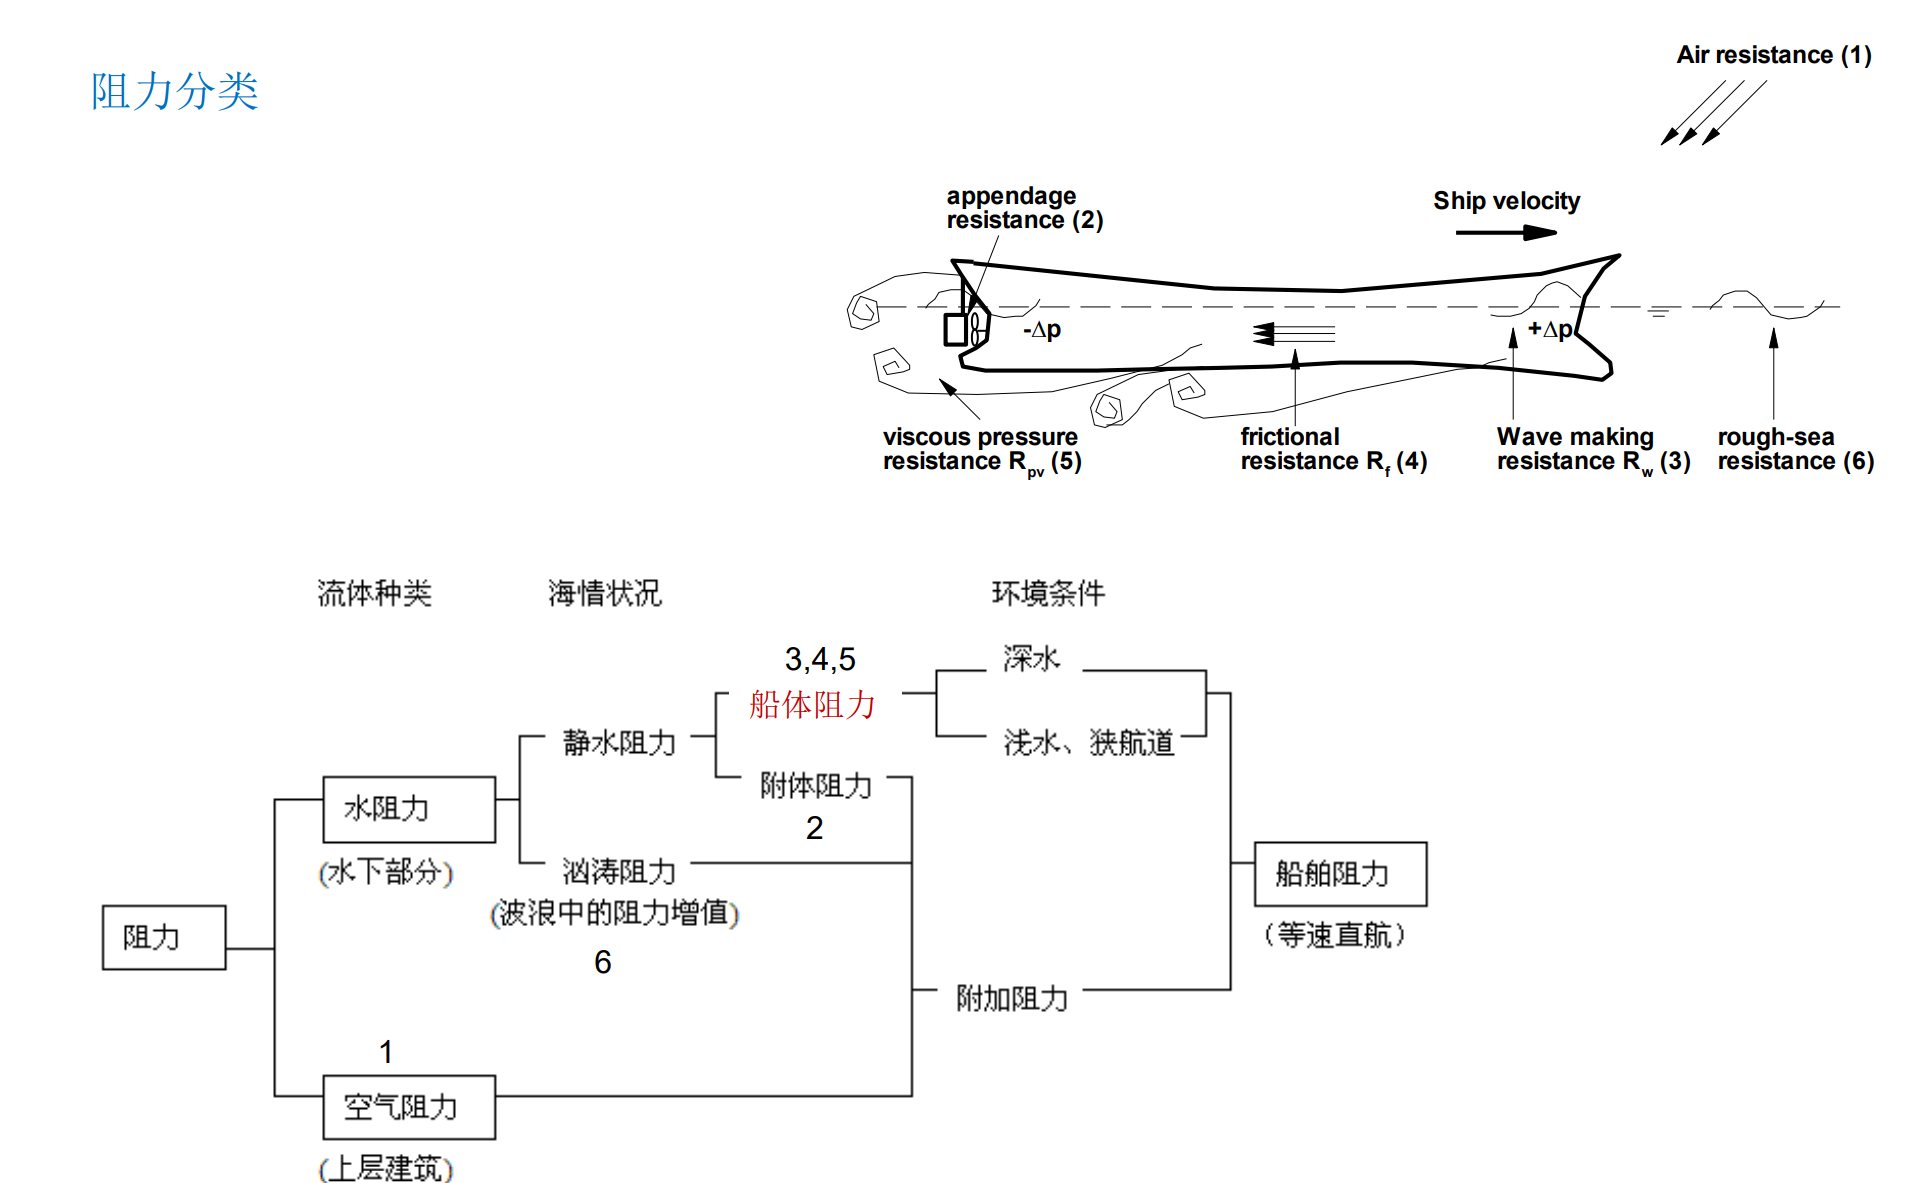 阻力分类
Air resistance (1)
appendage
resistance (2)
Ship velocity
-Δp
+Δp
viscous pressure
resistance Rpv (5)
frictional
resistance Rf (4)
Wave making
resistance Rw (3)
rough-sea
resistance (6)
流体种类
海情状况
环境条件
3,4,5
船体阻力
深水
静水阻力
浅水、狭航道
附体阻力
水阻力
2
(水下部分)
汹涛阻力
船舶阻力
(波浪中的阻力增值)
阻力
(等速直航)
6
附加阻力
1
空气阻力
(上层建筑)